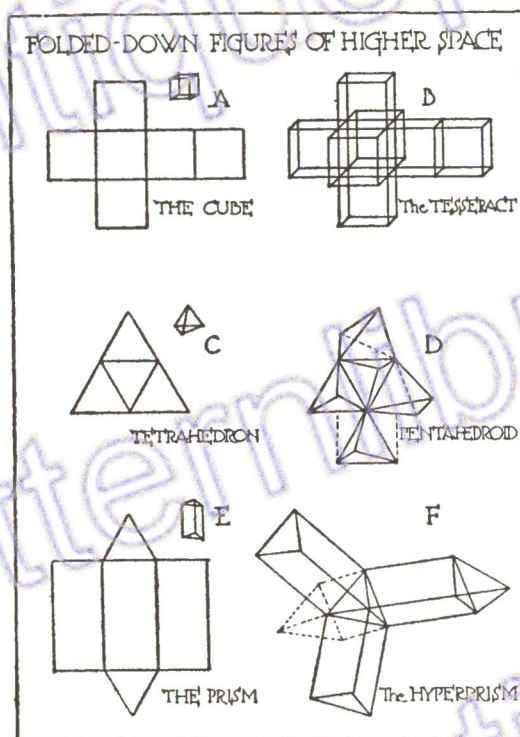 FOLDED-DOWN FIGURES OF HIGHER SPACE
A
B
THE CUBE
The TESSERACT
C
D
TETRAHEDRON
PENTAHEDROID
E
F
THE PRISM
The HYPERPRISM